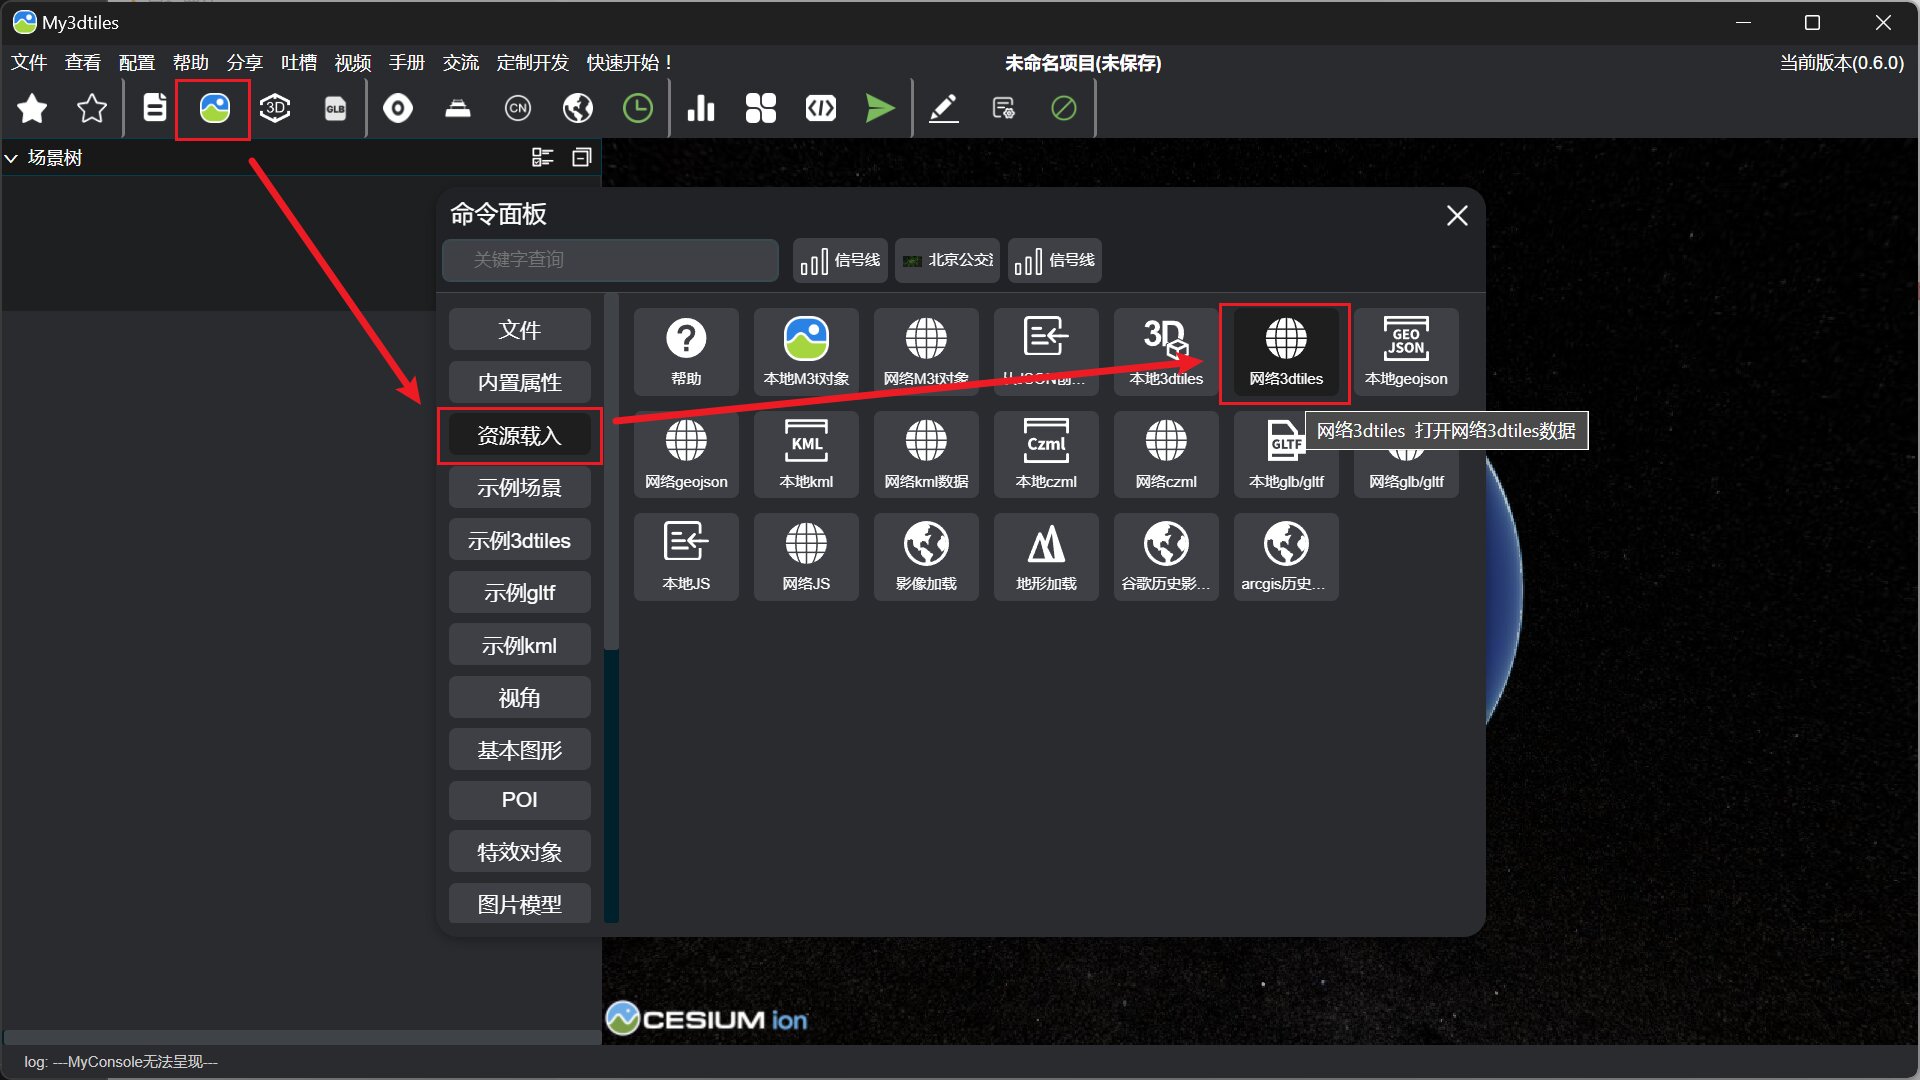 My3dtiles
文件 查看 配置 帮助 分享 吐槽 视频 手册 交流 定制开发 快速开始！ 未命名项目(未保存) 当前版本(0.6.0)
3D GLB CN
场景树
命令面板
关键字查询 信号线 北京公交 信号线
文件
内置属性
资源载入
示例场景
示例3dtiles
示例gltf
示例kml
视角
基本图形
POI
特效对象
图片模型
3D GEO JSON
帮助 本地M3t对象 网络M3t对象 JSON 本地3dtiles 网络3dtiles 本地geojson
KML Czml GLTF
网络3dtiles 打开网络3dtiles数据
网络geojson 本地kml 网络kml数据 本地czml 网络czml 本地glb/gltf 网络glb/gltf
本地JS 网络JS 影像加载 地形加载 谷歌历史影... arcgis历史...
CESIUM ion
log: ---MyConsole无法呈现---